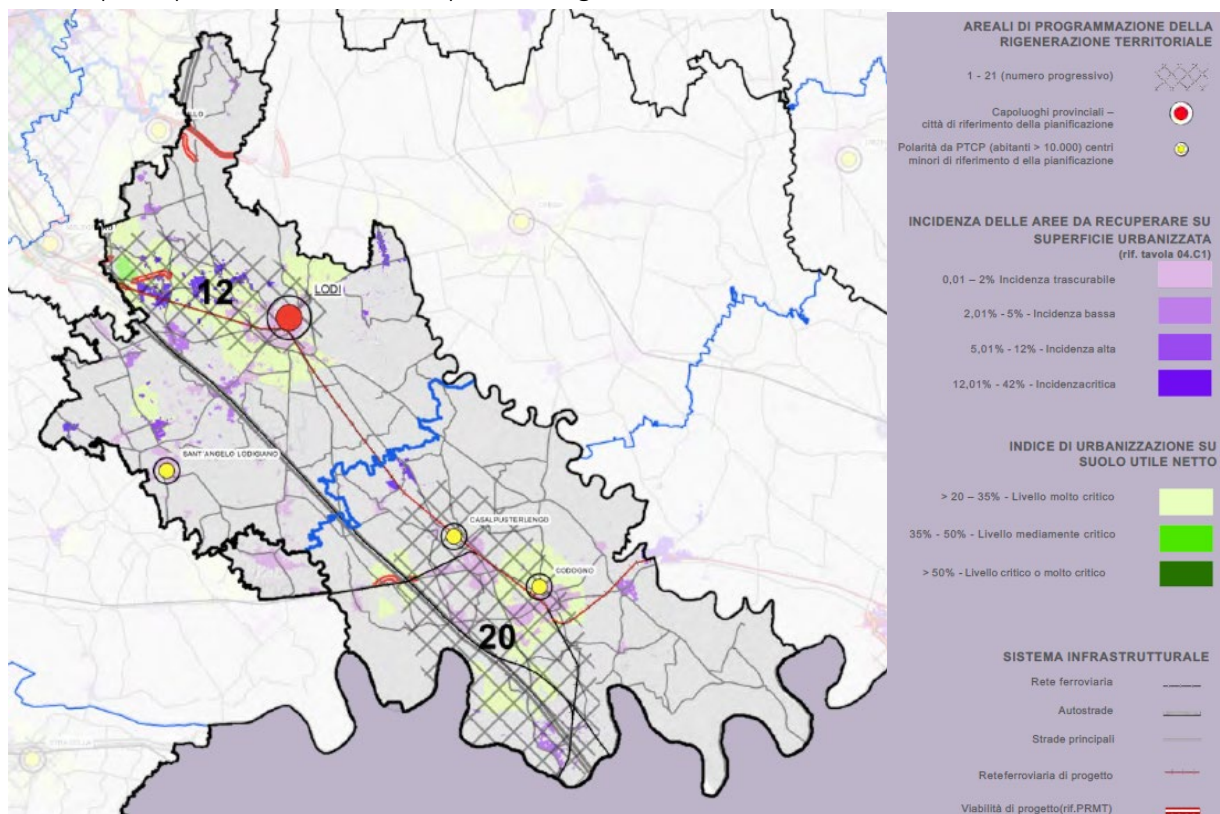 12
LODI
SANT'ANGELO LODIGIANO
CASALPUSTERLENGO
CODOGNO
20
AREALI DI PROGRAMMAZIONE DELLA
RIGENERAZIONE TERRITORIALE
1 - 21 (numero progressivo)
Capoluoghi provinciali –
città di riferimento della pianificazione
Polarità da PTCP (abitanti > 10.000) centri
minori di riferimento d ella pianificazione
INCIDENZA DELLE AREE DA RECUPERARE SU
SUPERFICIE URBANIZZATA
(rif. tavola 04.C1)
0,01 – 2% Incidenza trascurabile
2,01% - 5% - Incidenza bassa
5,01% - 12% - Incidenza alta
12,01% - 42% - Incidenzacritica
INDICE DI URBANIZZAZIONE SU
SUOLO UTILE NETTO
> 20 – 35% - Livello molto critico
35% - 50% - Livello mediamente critico
> 50% - Livello critico o molto critico
SISTEMA INFRASTRUTTURALE
Rete ferroviaria
Autostrade
Strade principali
Reteferroviaria di progetto
Viabilità di progetto(rif.PRMT)